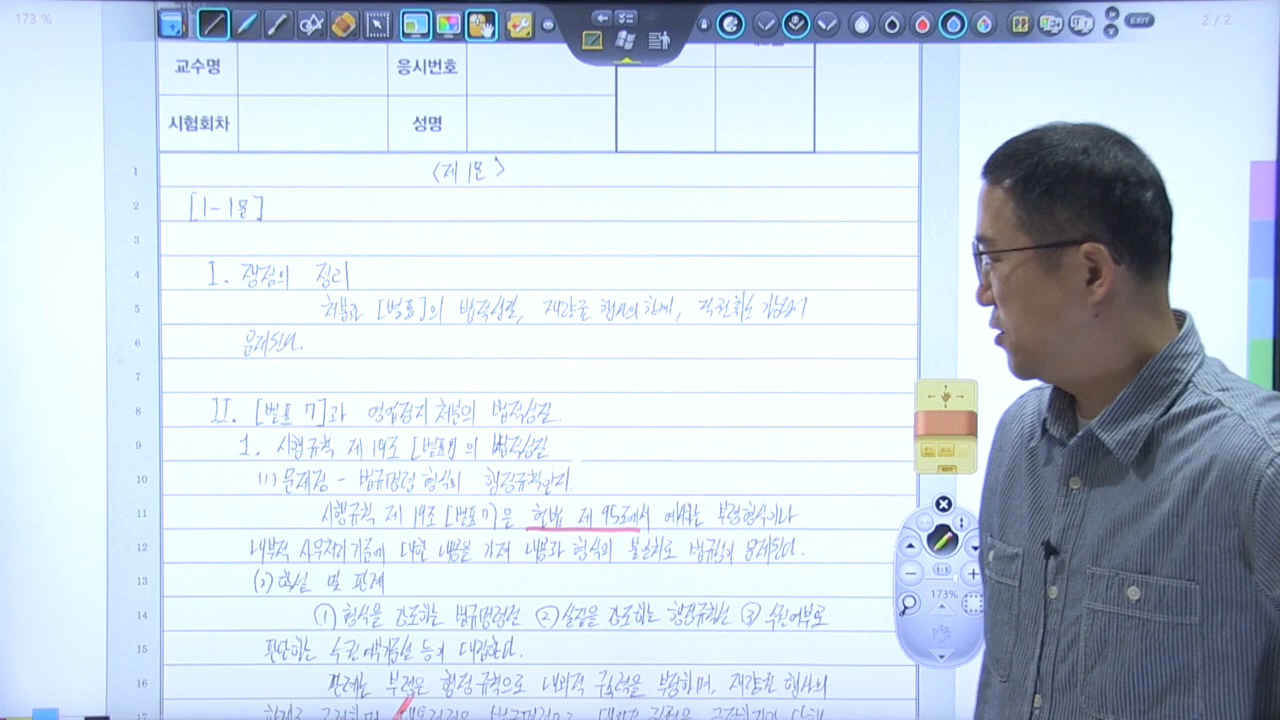 173 %
EXIT
2 / 2
교수명 응시번호
시험회차 성명
1 <제1문>
2 [1-1문]
3
4 I. 쟁점의 정리
5 처분과 [별표]의 법적성질, 재량준 행사의 한계, 직권취소 가능성이
6 문제된다.
7
8 II. [별표 7]과 영업정지 처분의 법적성질.
9 1. 시행규칙 제19조 [별표7]의 법적성질
10 (1) 문제점 - 법규명령 형식의 행정규칙인지
11 시행규칙 제19조 [별표 7]은 헌법 제95조에서 예정하는 부령형식이나
12 내부적 사무처리기준에 대한 내용을 가져 내용과 형식의 불일치로 법규성이 문제된다.
13 (2) 학설 및 판례
14 ① 형식을 강조하는 법규명령설 ② 실질을 강조하는 행정규칙설 ③ 수권여부로
15 판단하는 수권여부기준설 등이 대립한다.
16 판례는 부령은 행정규칙으로 대외적 구속력을 부정하며, 재량권 행사의
17
1:1
173%
EXIT